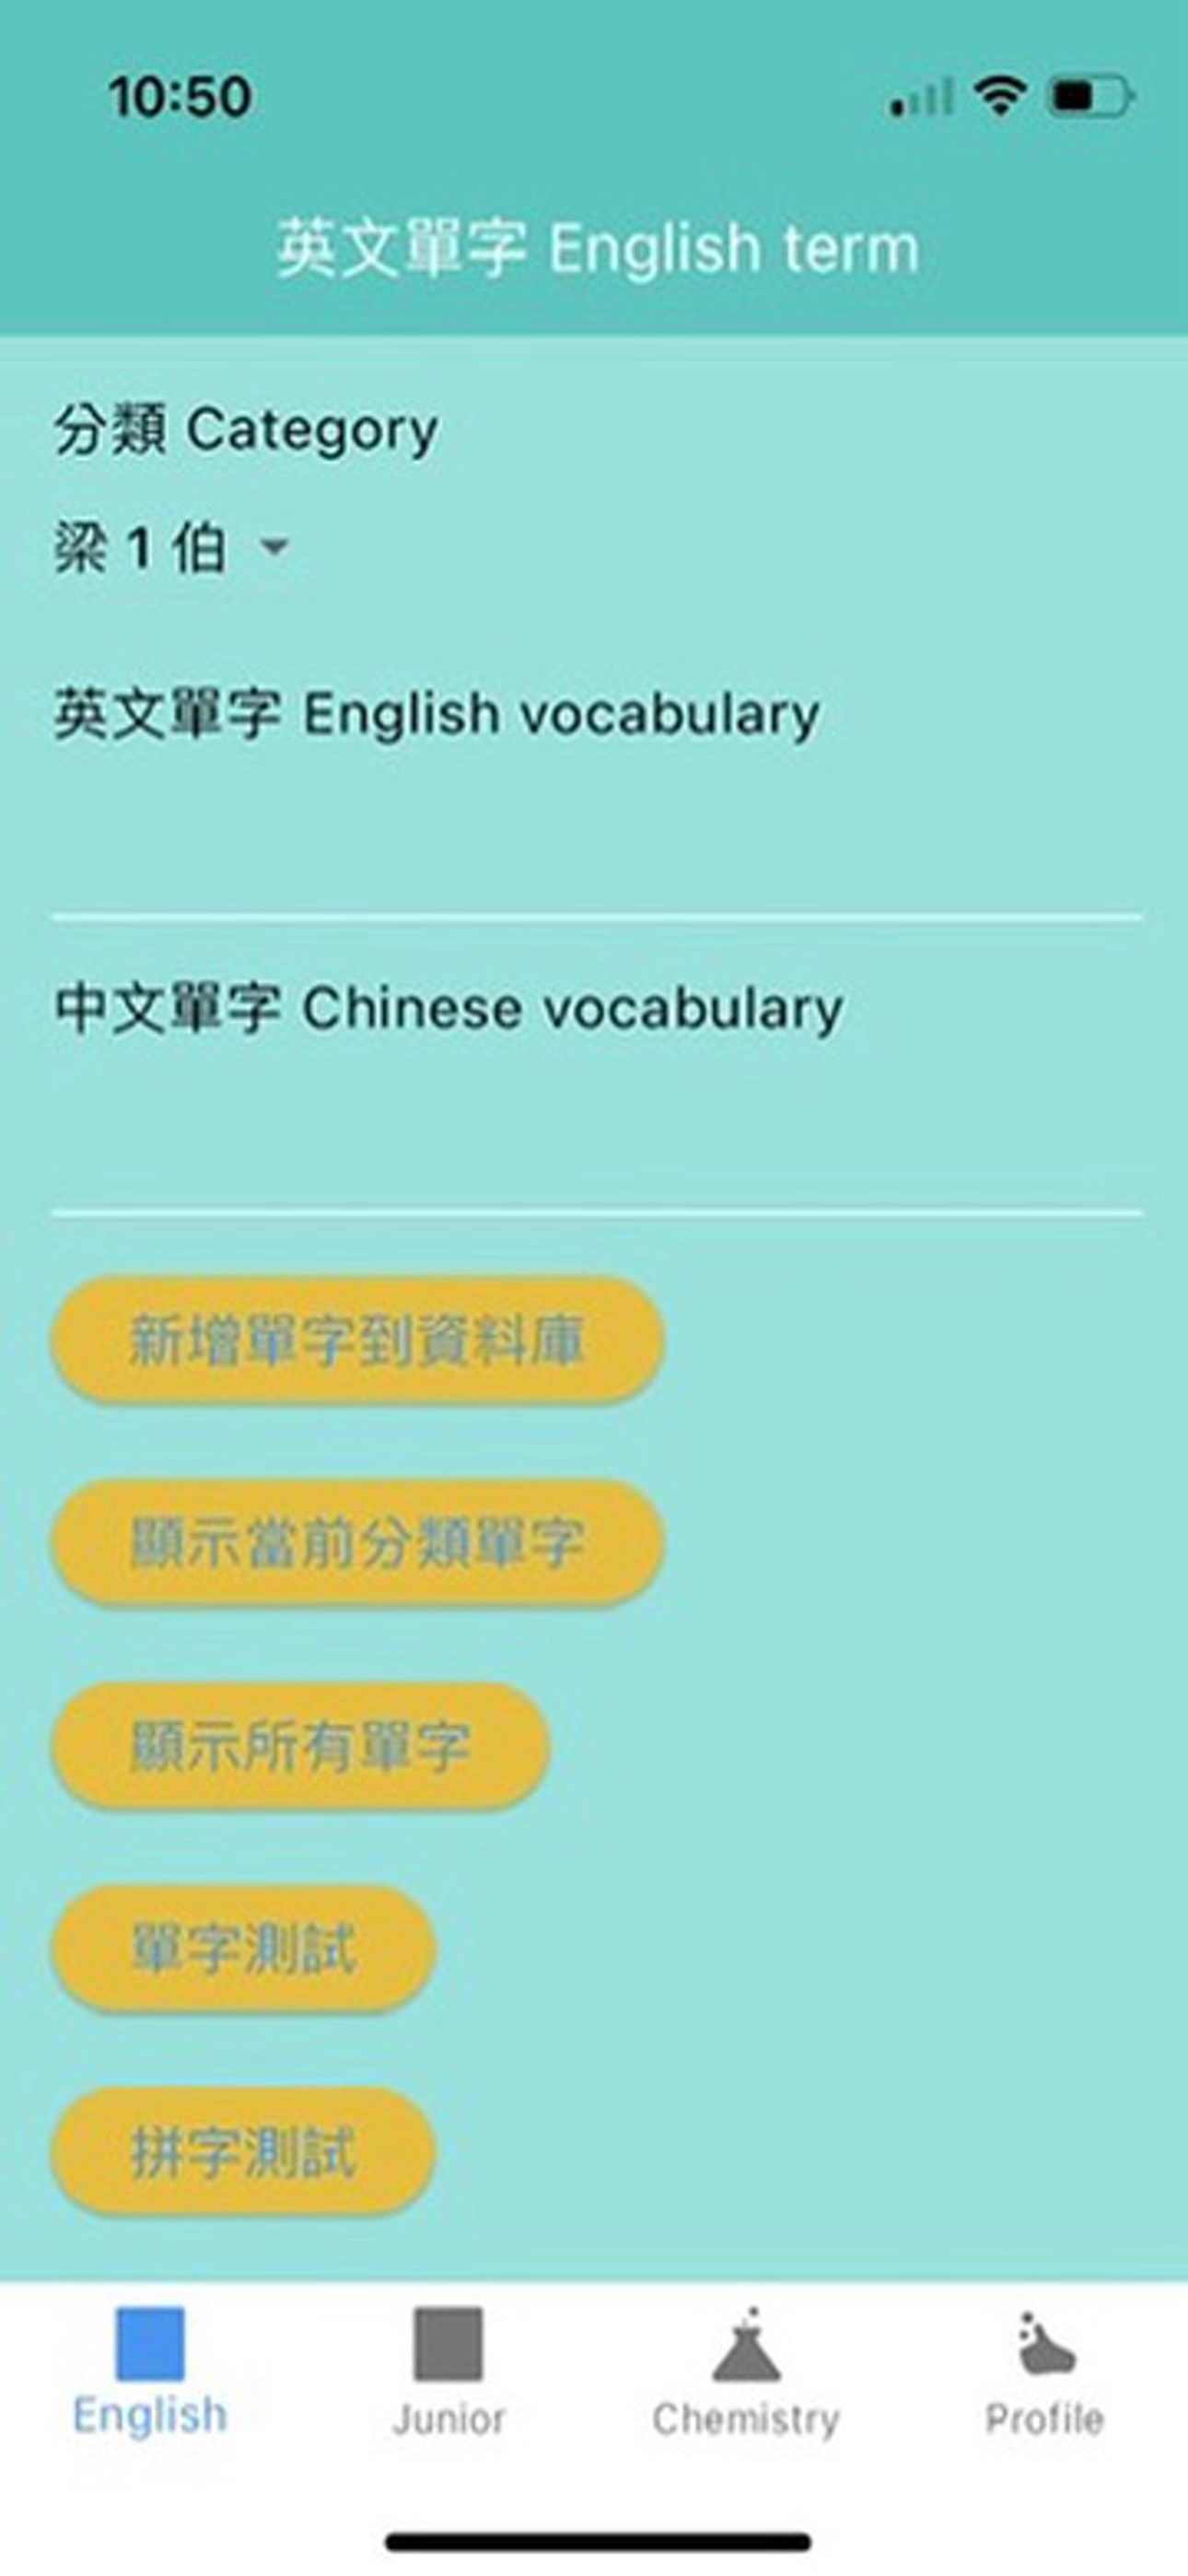 10:50
英文單字 English term
分類 Category
梁 1 伯
英文單字 English vocabulary
中文單字 Chinese vocabulary
新增單字到資料庫
顯示當前分類單字
顯示所有單字
單字測試
拼字測試
English Junior Chemistry Profile